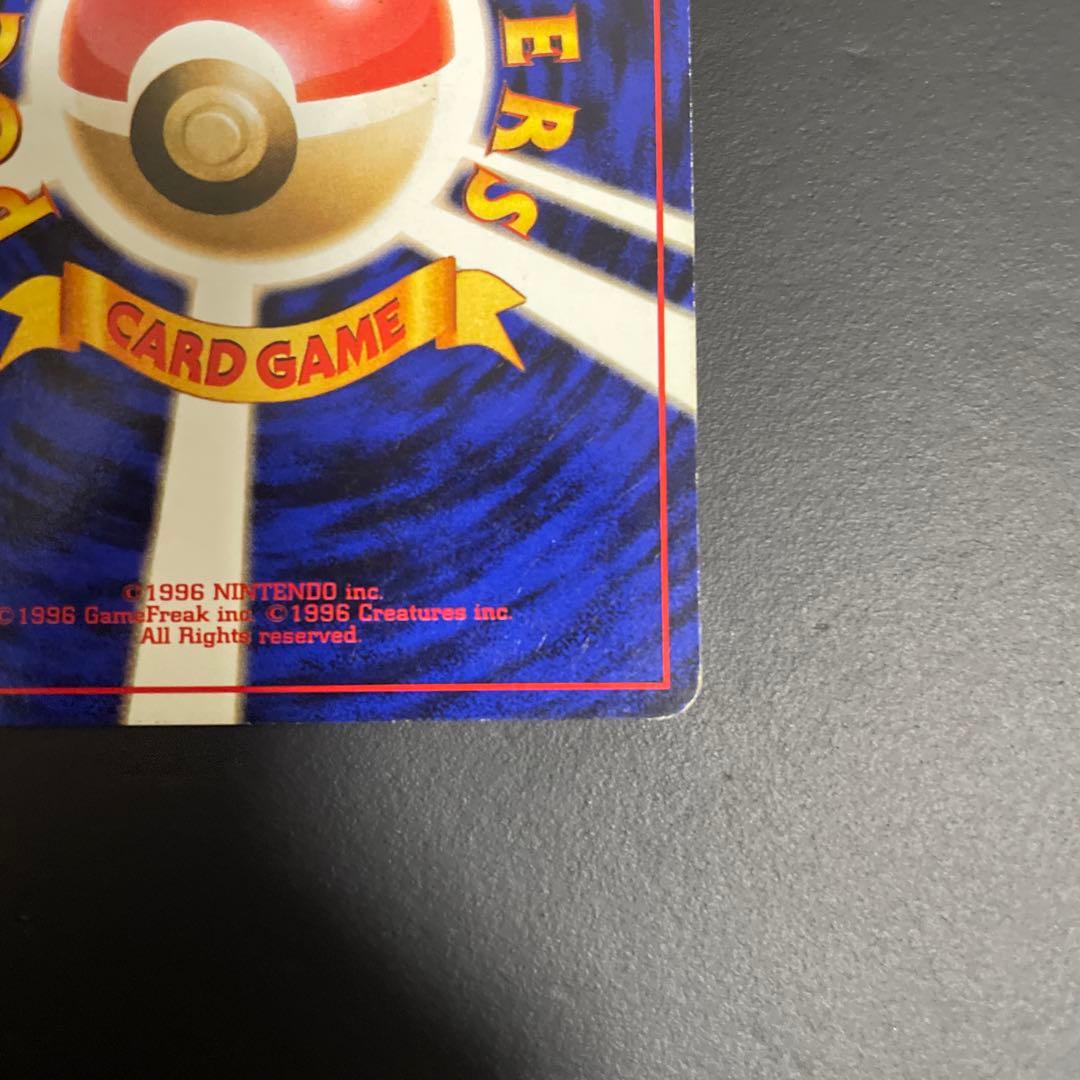 ERS
CARD GAME
©1996 NINTENDO inc.
©1996 GameFreak inc. ©1996 Creatures inc.
All Rights reserved.